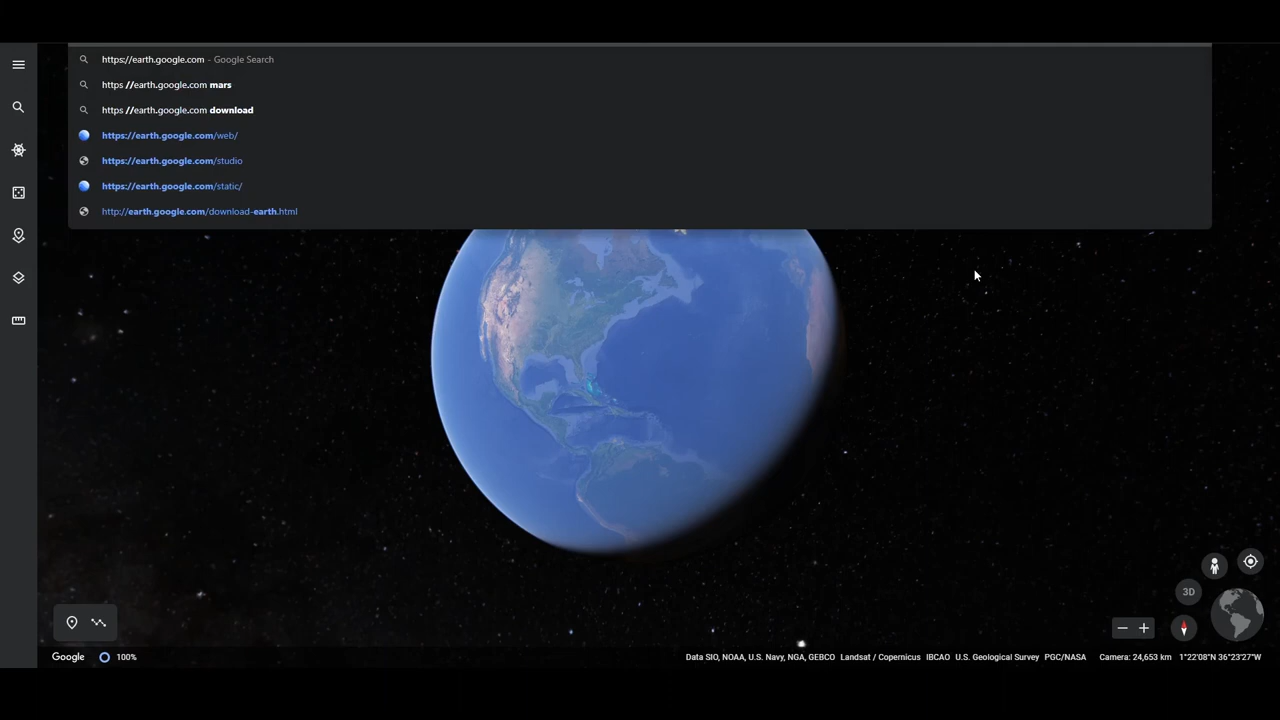 https://earth.google.com - Google Search
https //earth.google.com mars
https //earth.google.com download
https://earth.google.com/web/
https://earth.google.com/studio
https://earth.google.com/static/
http://earth.google.com/download-earth.html
3D
Google 100% Data SIO, NOAA, U.S. Navy, NGA, GEBCO Landsat / Copernicus IBCAO U.S. Geological Survey PGC/NASA Camera: 24,653 km 1°22'08"N 36°23'27"W